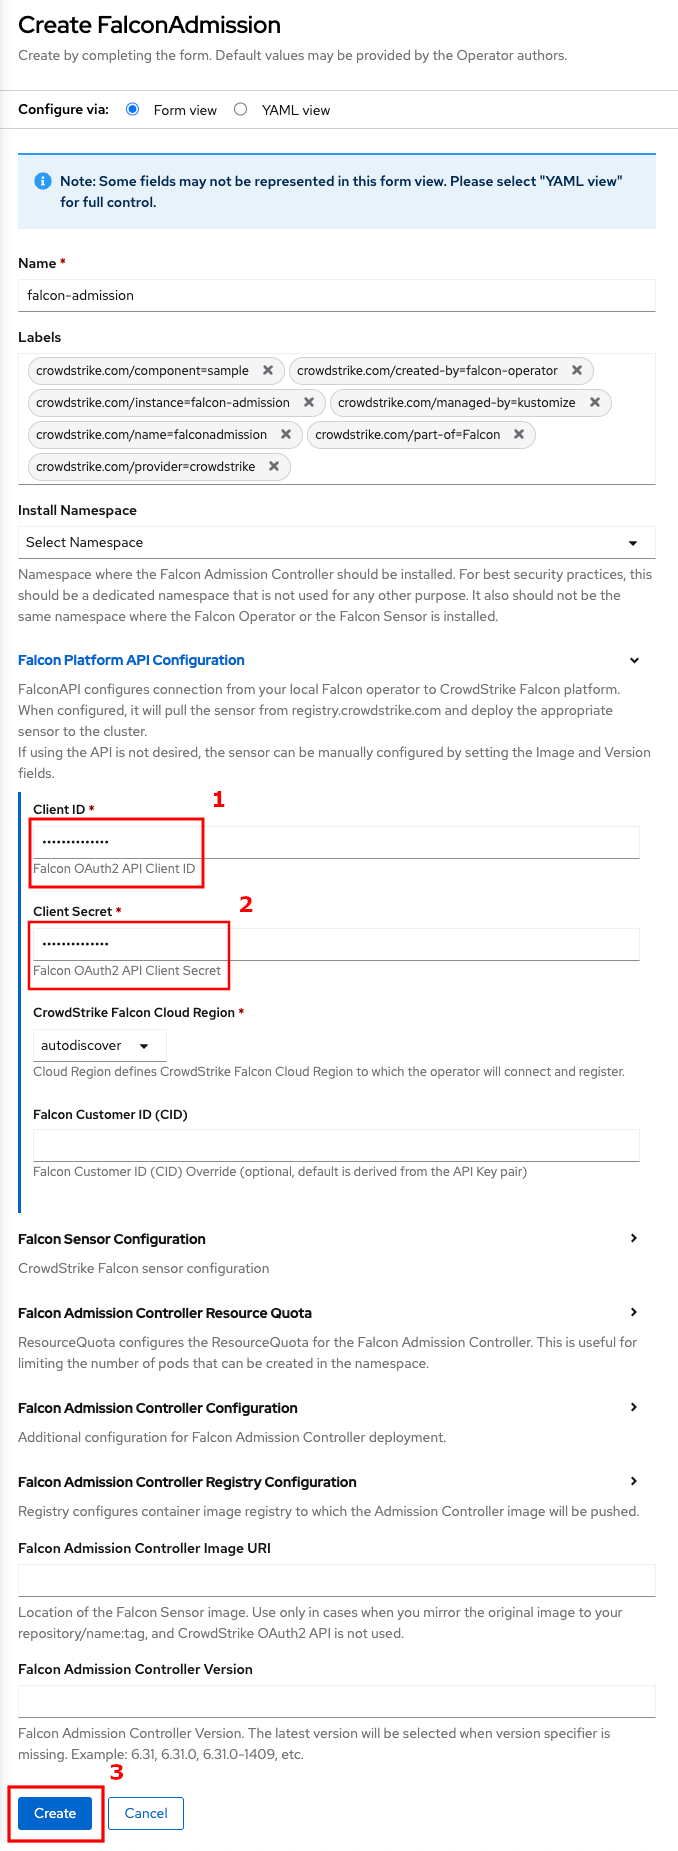 Create FalconAdmission
Create by completing the form. Default values may be provided by the Operator authors.
Configure via: Form view YAML view
Note: Some fields may not be represented in this form view. Please select "YAML view"
for full control.
Name *
falcon-admission
Labels
crowdstrike.com/component=sample crowdstrike.com/created-by=falcon-operator
crowdstrike.com/instance=falcon-admission crowdstrike.com/managed-by=kustomize
crowdstrike.com/name=falconadmission crowdstrike.com/part-of=Falcon
crowdstrike.com/provider=crowdstrike
Install Namespace
Select Namespace
Namespace where the Falcon Admission Controller should be installed. For best security practices, this
should be a dedicated namespace that is not used for any other purpose. It also should not be the
same namespace where the Falcon Operator or the Falcon Sensor is installed.
Falcon Platform API Configuration
FalconAPI configures connection from your local Falcon operator to CrowdStrike Falcon platform.
When configured, it will pull the sensor from registry.crowdstrike.com and deploy the appropriate
sensor to the cluster.
If using the API is not desired, the sensor can be manually configured by setting the Image and Version
fields.
1
Client ID *
••••••••••••••
Falcon OAuth2 API Client ID
2
Client Secret *
••••••••••••••
Falcon OAuth2 API Client Secret
CrowdStrike Falcon Cloud Region *
autodiscover
Cloud Region defines CrowdStrike Falcon Cloud Region to which the operator will connect and register.
Falcon Customer ID (CID)
Falcon Customer ID (CID) Override (optional, default is derived from the API Key pair)
Falcon Sensor Configuration
CrowdStrike Falcon sensor configuration
Falcon Admission Controller Resource Quota
ResourceQuota configures the ResourceQuota for the Falcon Admission Controller. This is useful for
limiting the number of pods that can be created in the namespace.
Falcon Admission Controller Configuration
Additional configuration for Falcon Admission Controller deployment.
Falcon Admission Controller Registry Configuration
Registry configures container image registry to which the Admission Controller image will be pushed.
Falcon Admission Controller Image URI
Location of the Falcon Sensor image. Use only in cases when you mirror the original image to your
repository/name:tag, and CrowdStrike OAuth2 API is not used.
Falcon Admission Controller Version
Falcon Admission Controller Version. The latest version will be selected when version specifier is
missing. Example: 6.31, 6.31.0, 6.31.0-1409, etc.
3
Create Cancel